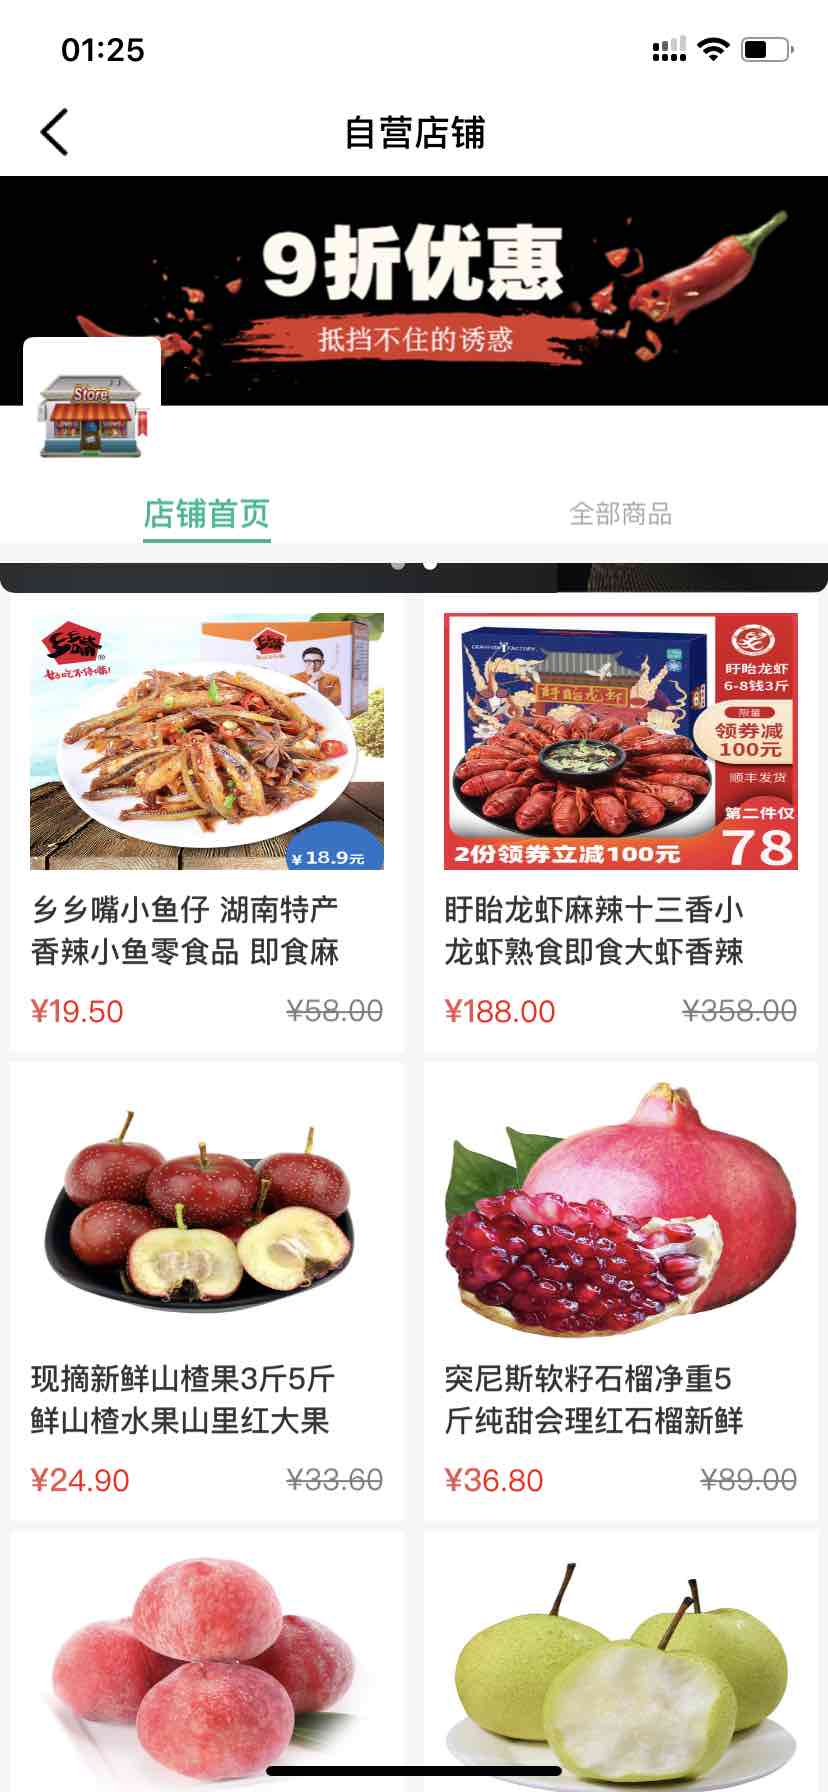 01:25
自营店铺
9折优惠
抵挡不住的诱惑
Store
店铺首页
全部商品
乡乡嘴
好吃不停嘴!
¥18.9元
盱眙龙虾
盱眙龙虾
6-8钱3斤
限量
领券减
100元
顺丰发货
第二件仅
78
2份领券立减100元
乡乡嘴小鱼仔 湖南特产
香辣小鱼零食品 即食麻
¥19.50
¥58.00
盱眙龙虾麻辣十三香小
龙虾熟食即食大虾香辣
¥188.00
¥358.00
现摘新鲜山楂果3斤5斤
鲜山楂水果山里红大果
¥24.90
¥33.60
突尼斯软籽石榴净重5
斤纯甜会理红石榴新鲜
¥36.80
¥89.00